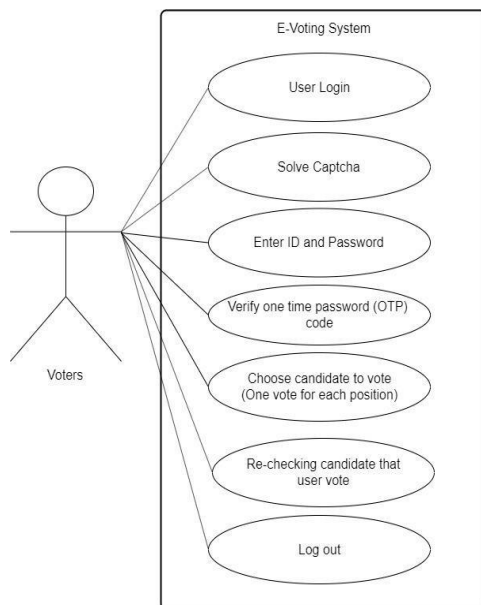 E-Voting System
User Login
Solve Captcha
Enter ID and Password
Verify one time password (OTP)
code
Voters
Choose candidate to vote
(One vote for each position)
Re-checking candidate that
user vote
Log out